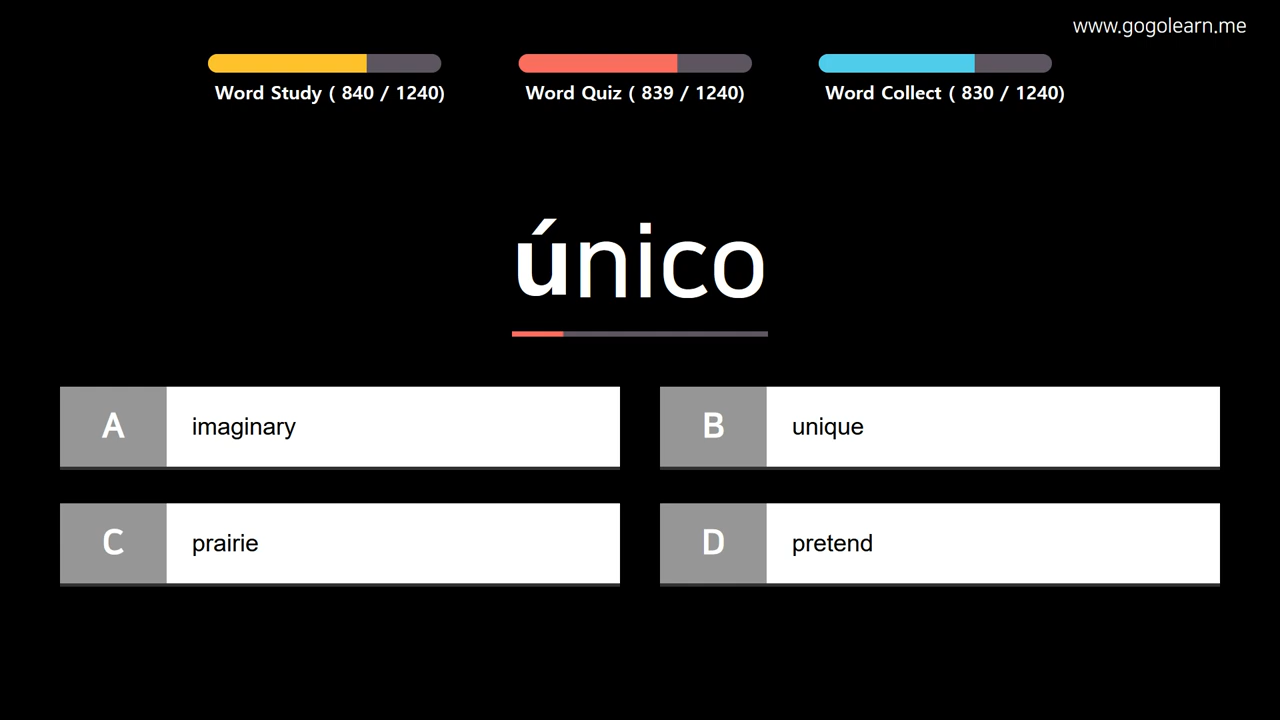 www.gogolearn.me
Word Study ( 840 / 1240)
Word Quiz ( 839 / 1240)
Word Collect ( 830 / 1240)
único
A imaginary
B unique
C prairie
D pretend